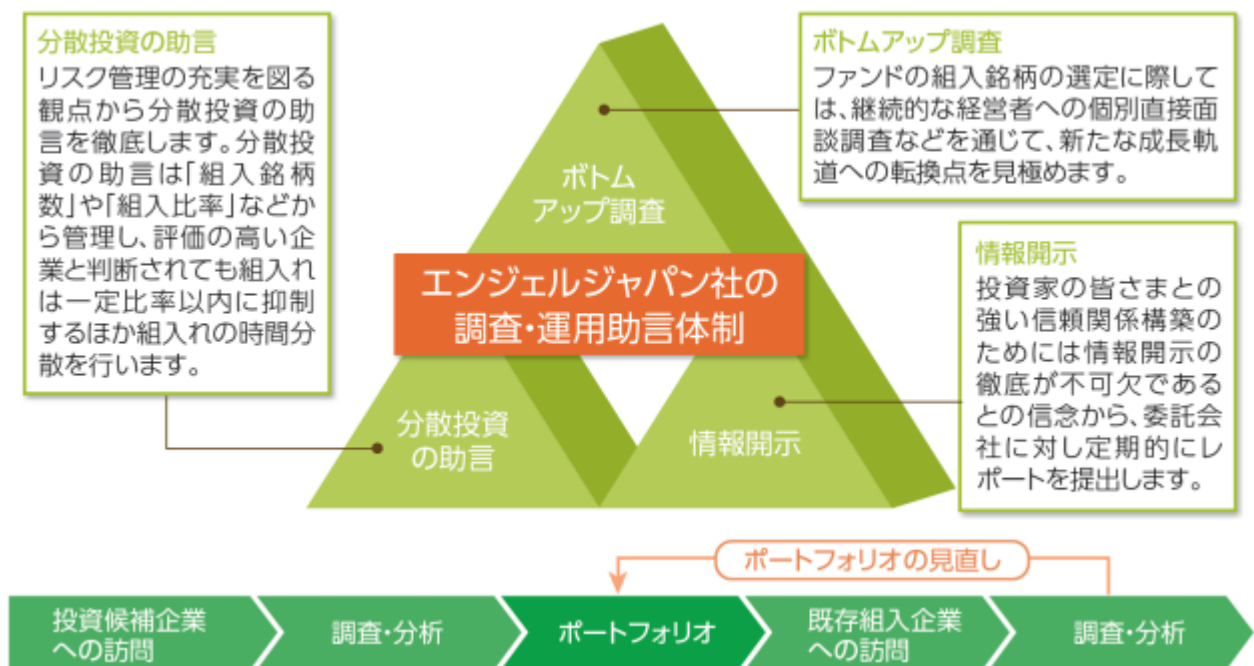 分散投資の助言
リスク管理の充実を図る
観点から分散投資の助
言を徹底します。分散投
資の助言は「組入銘柄
数」や「組入比率」などか
ら管理し、評価の高い企
業と判断されても組入れ
は一定比率以内に抑制
するほか組入れの時間分
散を行います。
ボトムアップ調査
ファンドの組入銘柄の選定に際して
は、継続的な経営者への個別直接面
談調査などを通じて、新たな成長軌
道への転換点を見極めます。
ボトム
アップ調査
エンジェルジャパン社の
調査・運用助言体制
情報開示
投資家の皆さまとの
強い信頼関係構築の
ためには情報開示の
徹底が不可欠である
との信念から、委託会
社に対し定期的にレ
ポートを提出します。
分散投資
の助言
情報開示
ポートフォリオの見直し
投資候補企業
への訪問
調査・分析
ポートフォリオ
既存組入企業
への訪問
調査・分析